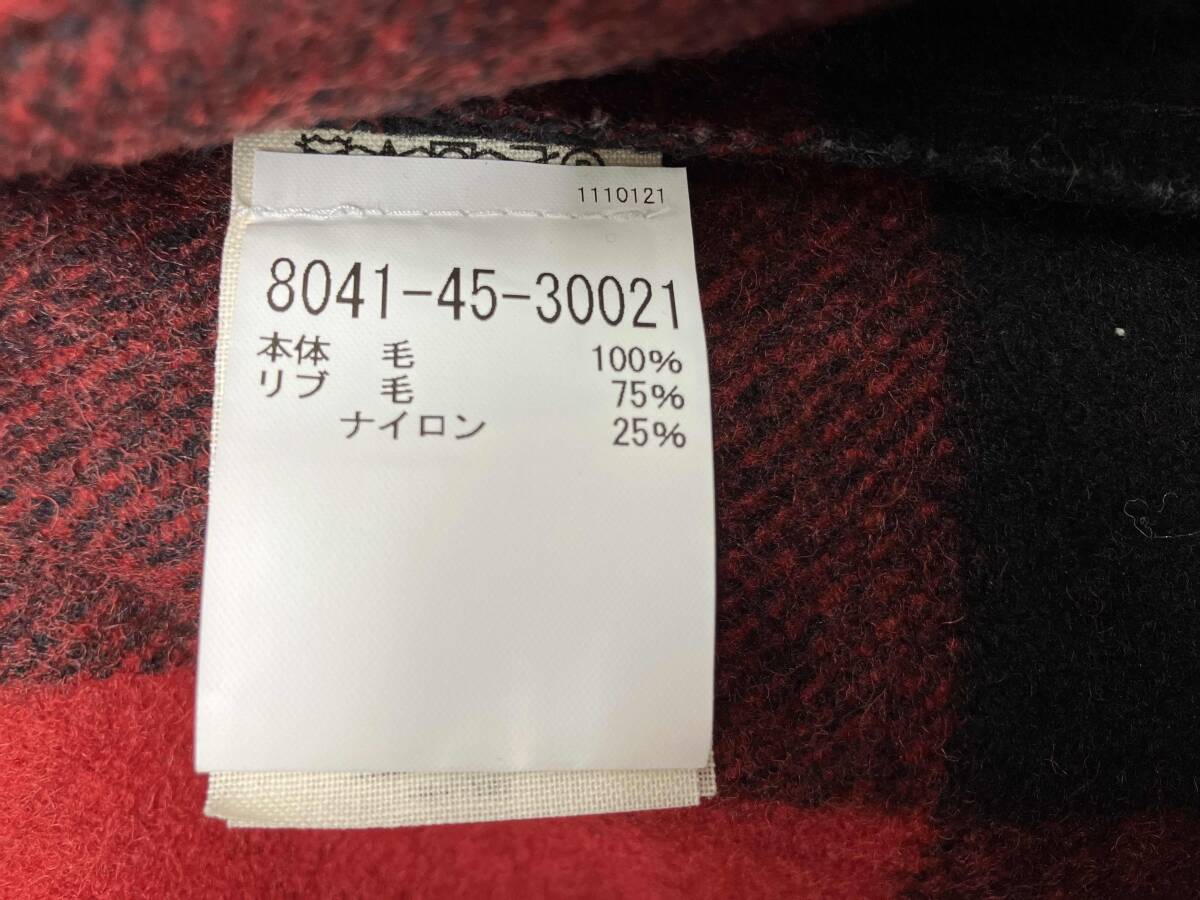 1110121
8041-45-30021
本体 毛 100%
リブ 毛 75%
ナイロン 25%